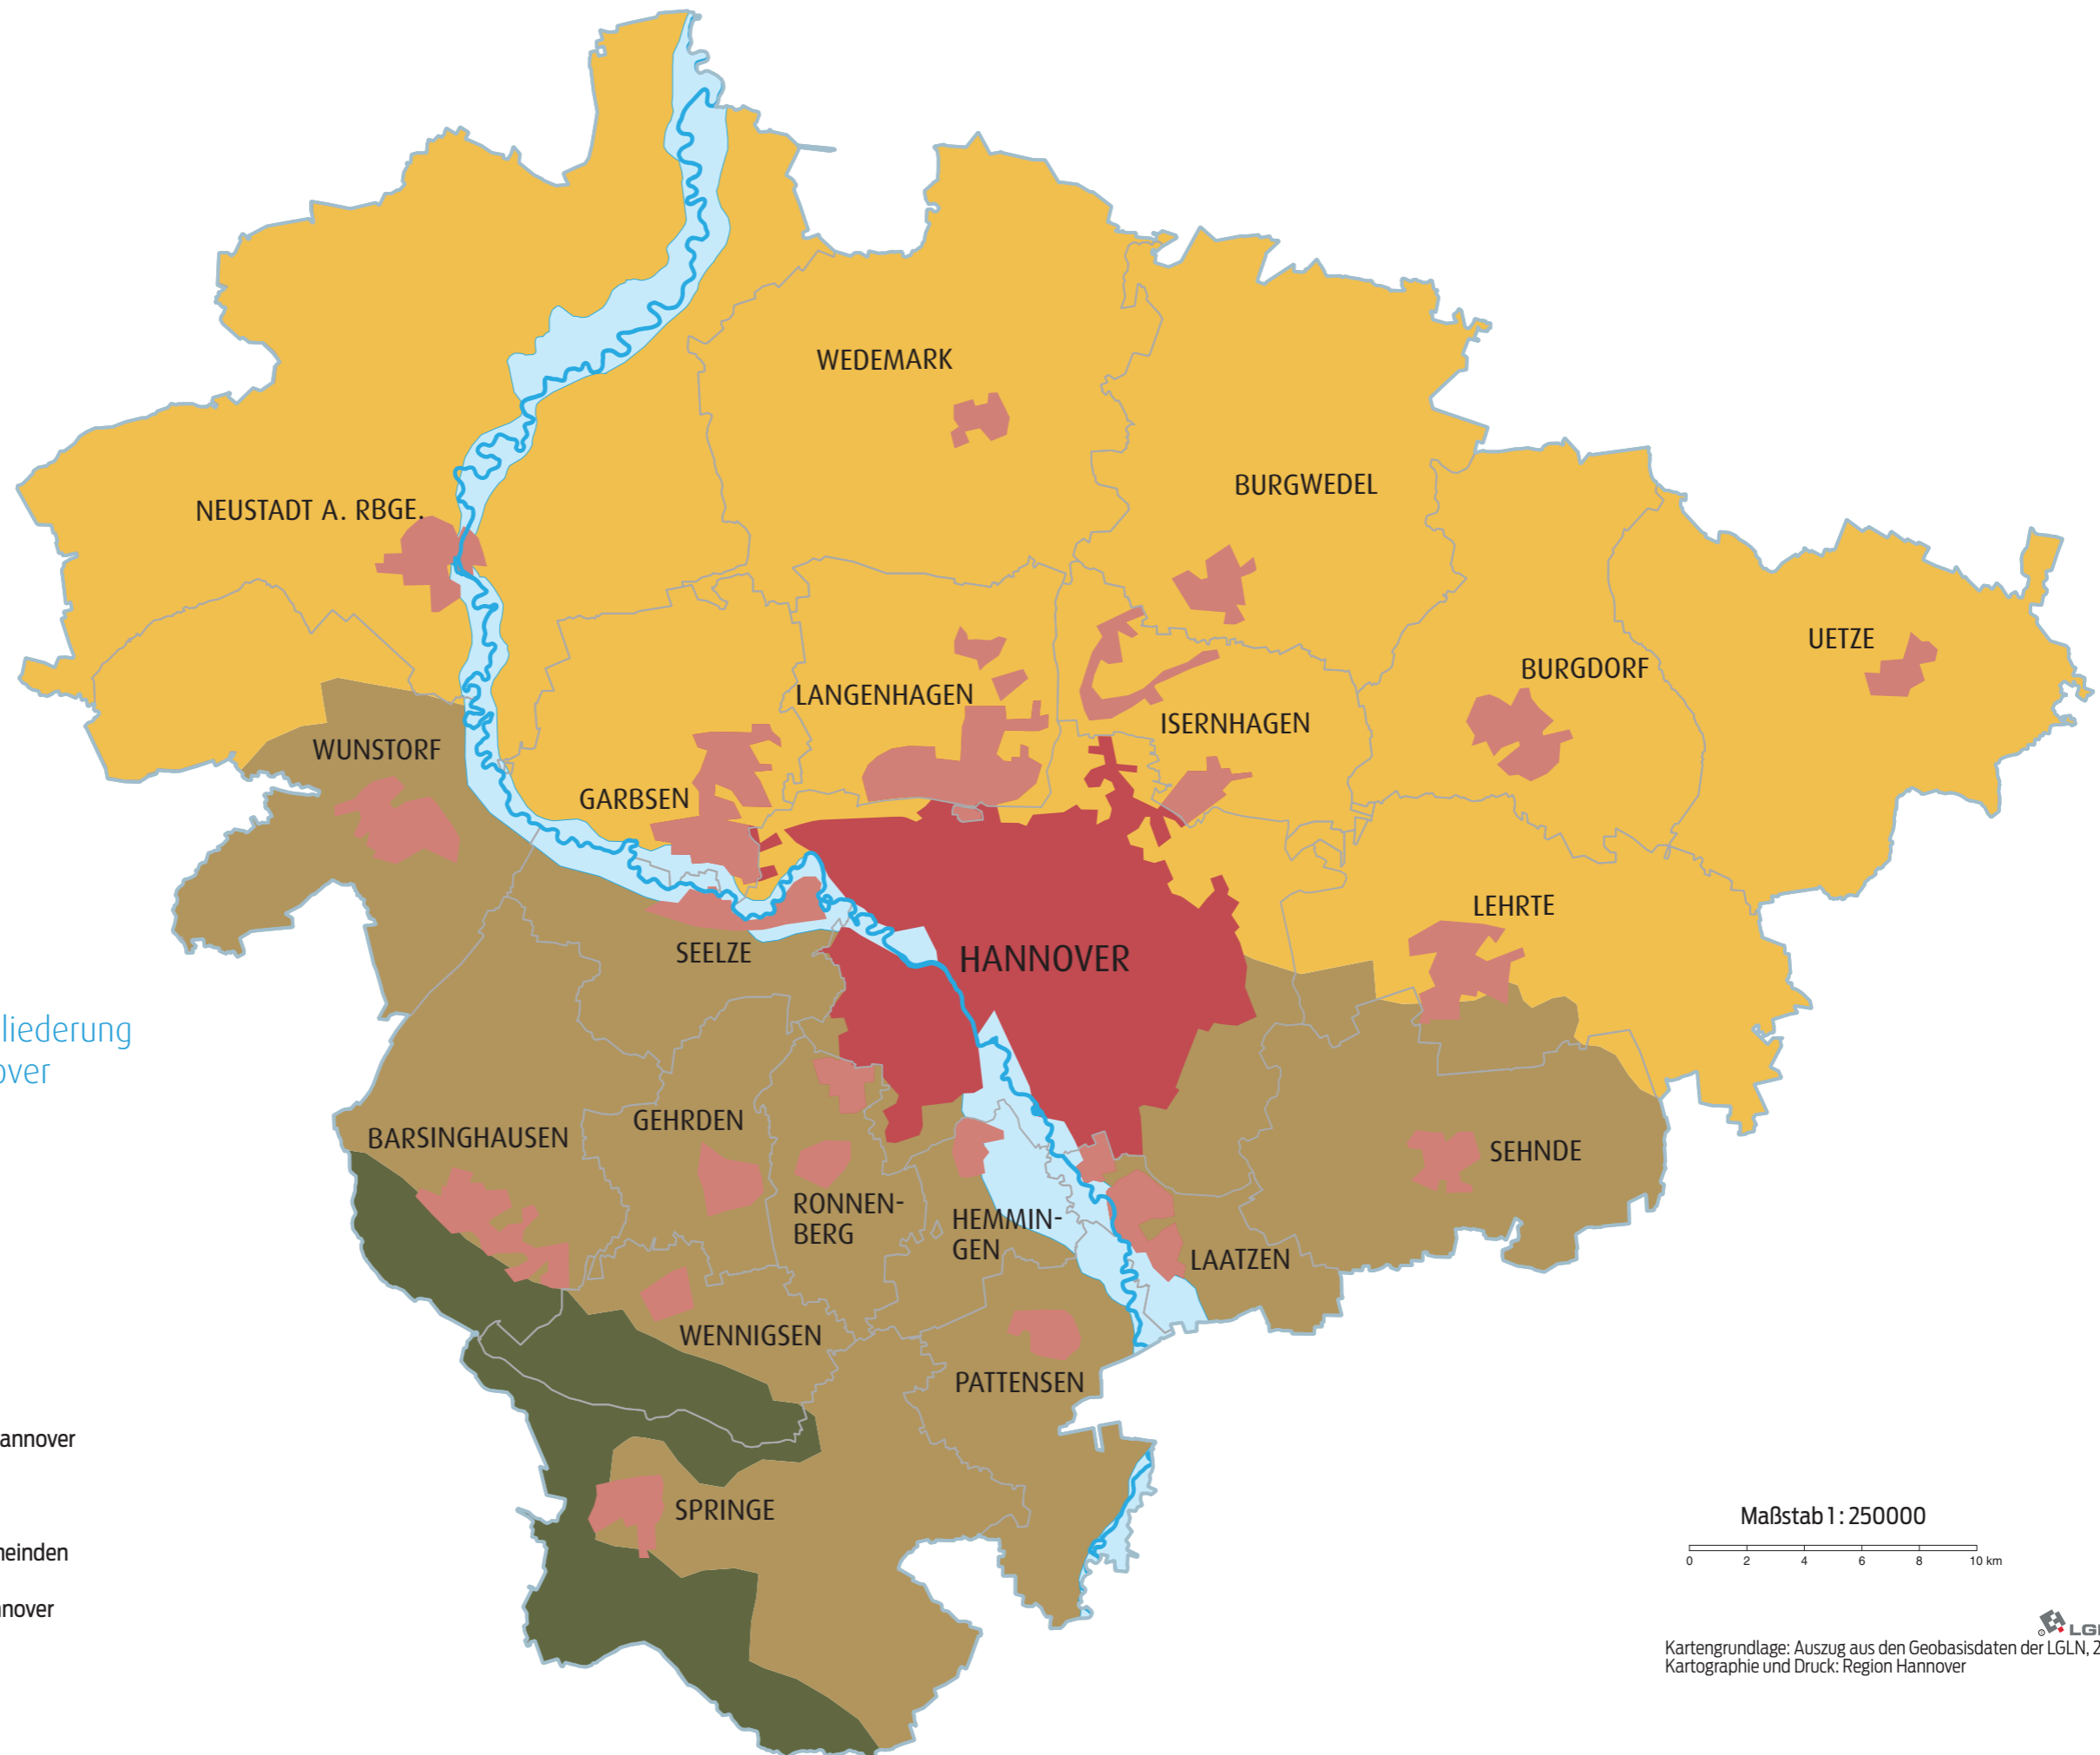 WEDEMARK
BURGWEDEL
NEUSTADT A. RBGE.
UETZE
BURGDORF
LANGENHAGEN
ISERNHAGEN
WUNSTORF
GARBSEN
LEHRTE
SEELZE
HANNOVER
liederung
over
GEHRDEN
BARSINGHAUSEN
SEHNDE
RONNEN-
BERG
HEMMIN-
GEN
LAATZEN
WENNIGSEN
PATTENSEN
annover
SPRINGE
Maßstab 1 : 250000
0 2 4 6 8 10 km
neinden
nover
LGL
Kartengrundlage: Auszug aus den Geobasisdaten der LGLN, 2
Kartographie und Druck: Region Hannover